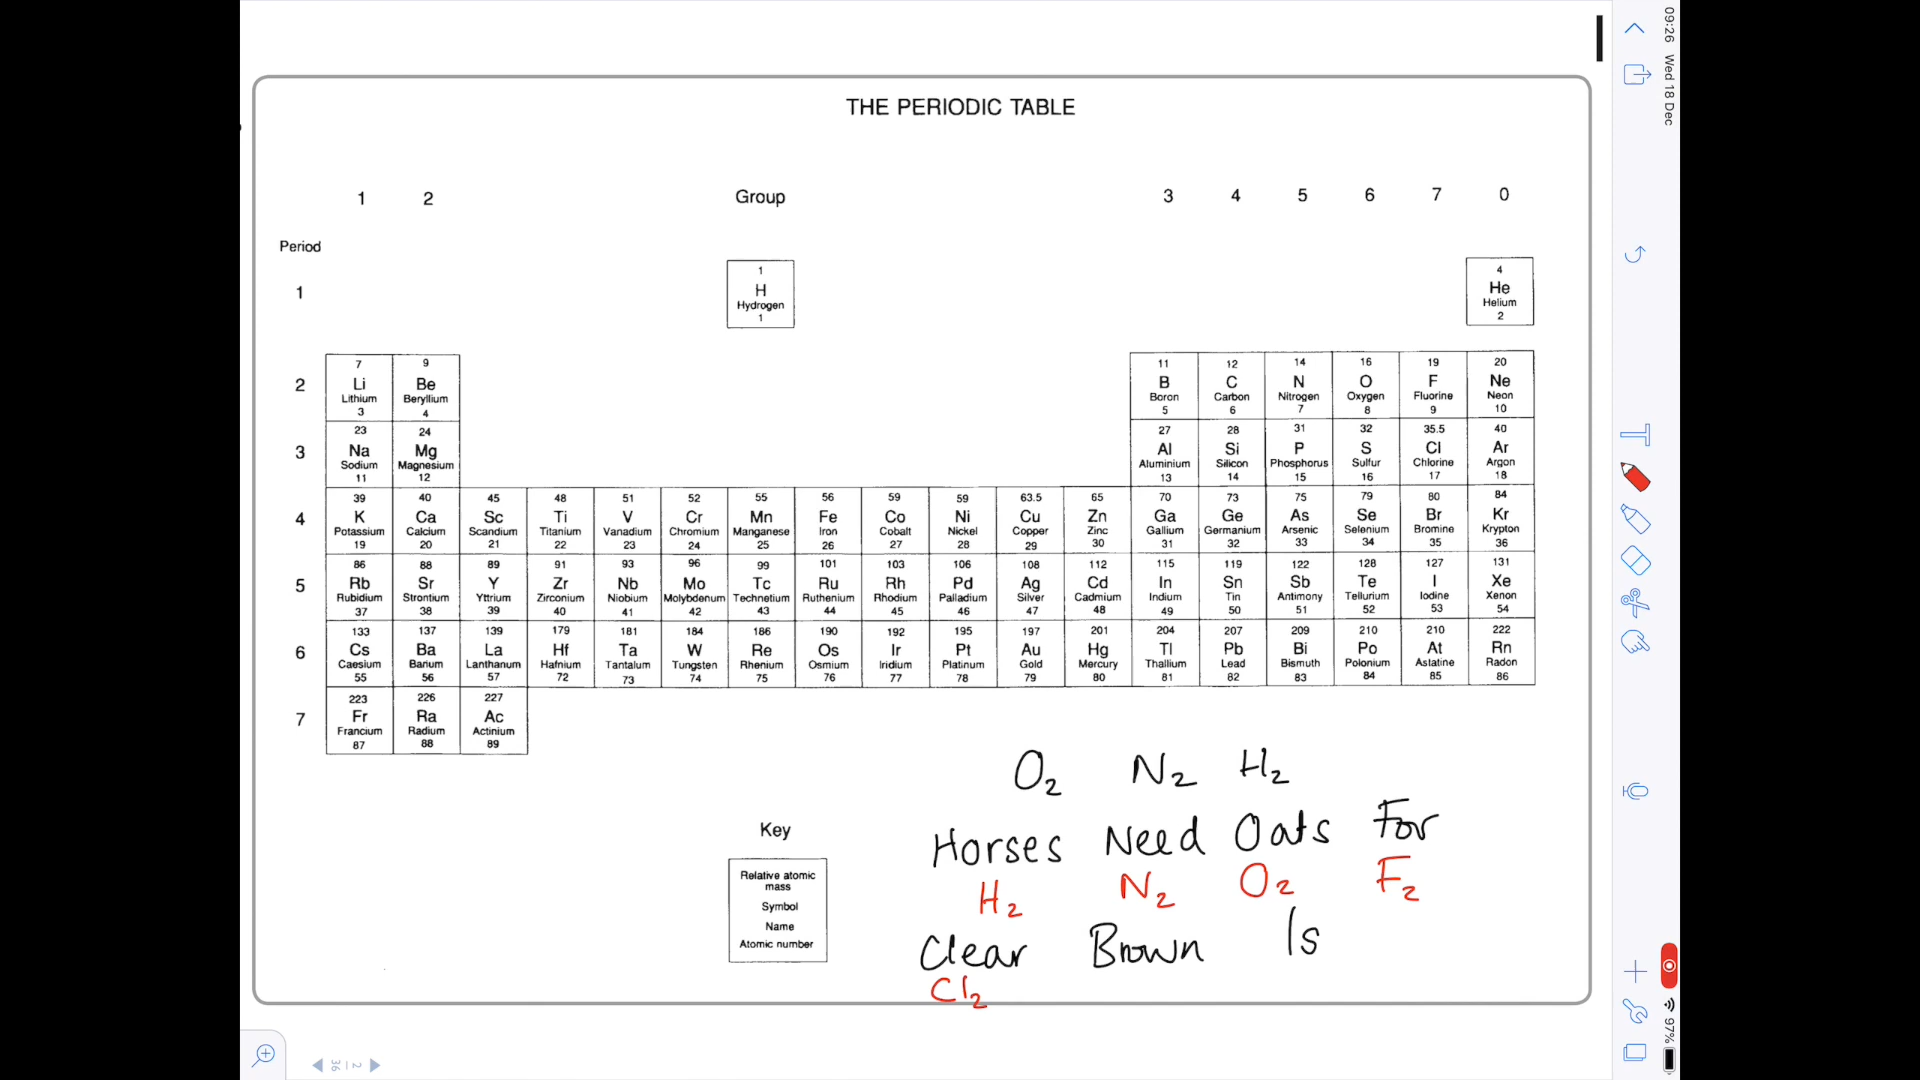 09:26 Wed 18 Dec
THE PERIODIC TABLE
1 2 Group 3 4 5 6 7 0
Period
1
1 4
H He
Hydrogen Helium
1 2
2
7 9 11 12 14 16 19 20
Li Be B C N O F Ne
Lithium Beryllium Boron Carbon Nitrogen Oxygen Fluorine Neon
3 4 5 6 7 8 9 10
3
23 24 27 28 31 32 35.5 40
Na Mg Al Si P S Cl Ar
Sodium Magnesium Aluminium Silicon Phosphorus Sulfur Chlorine Argon
11 12 13 14 15 16 17 18
4
39 40 45 48 51 52 55 56 59 59 63.5 65 70 73 75 79 80 84
K Ca Sc Ti V Cr Mn Fe Co Ni Cu Zn Ga Ge As Se Br Kr
Potassium Calcium Scandium Titanium Vanadium Chromium Manganese Iron Cobalt Nickel Copper Zinc Gallium Germanium Arsenic Selenium Bromine Krypton
19 20 21 22 23 24 25 26 27 28 29 30 31 32 33 34 35 36
5
86 88 89 91 93 96 99 101 103 106 108 112 115 119 122 128 127 131
Rb Sr Y Zr Nb Mo Tc Ru Rh Pd Ag Cd In Sn Sb Te I Xe
Rubidium Strontium Yttrium Zirconium Niobium Molybdenum Technetium Ruthenium Rhodium Palladium Silver Cadmium Indium Tin Antimony Tellurium Iodine Xenon
37 38 39 40 41 42 43 44 45 46 47 48 49 50 51 52 53 54
6
133 137 139 179 181 184 186 190 192 195 197 201 204 207 209 210 210 222
Cs Ba La Hf Ta W Re Os Ir Pt Au Hg Tl Pb Bi Po At Rn
Caesium Barium Lanthanum Hafnium Tantalum Tungsten Rhenium Osmium Iridium Platinum Gold Mercury Thallium Lead Bismuth Polonium Astatine Radon
55 56 57 72 73 74 75 76 77 78 79 80 81 82 83 84 85 86
7
223 226 227
Fr Ra Ac
Francium Radium Actinium
87 88 89
O₂ N₂ H₂
Horses Need Oats For
H₂ N₂ O₂ F₂
Clear Brown Is
Cl₂
Key
Relative atomic
mass
Symbol
Name
Atomic number
2 | 36
97%